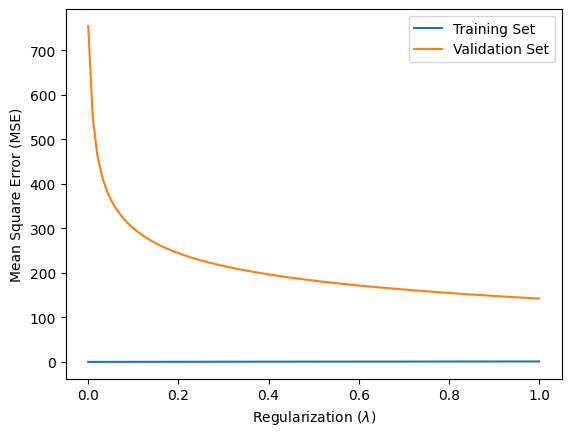 Training Set
Validation Set
Mean Square Error (MSE)
700
600
500
400
300
200
100
0
0.0 0.2 0.4 0.6 0.8 1.0
Regularization (λ)